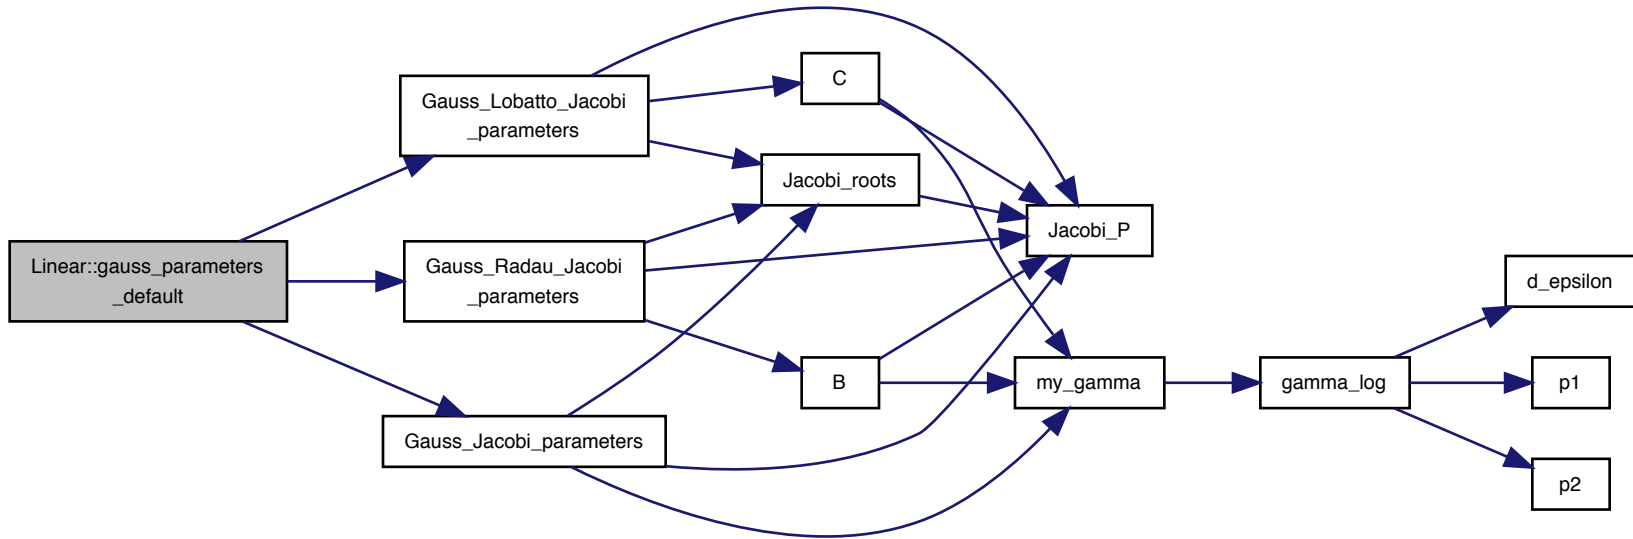 Linear::gauss_parameters
_default
Gauss_Lobatto_Jacobi
_parameters
Gauss_Radau_Jacobi
_parameters
Gauss_Jacobi_parameters
C
Jacobi_roots
B
Jacobi_P
my_gamma
gamma_log
d_epsilon
p1
p2